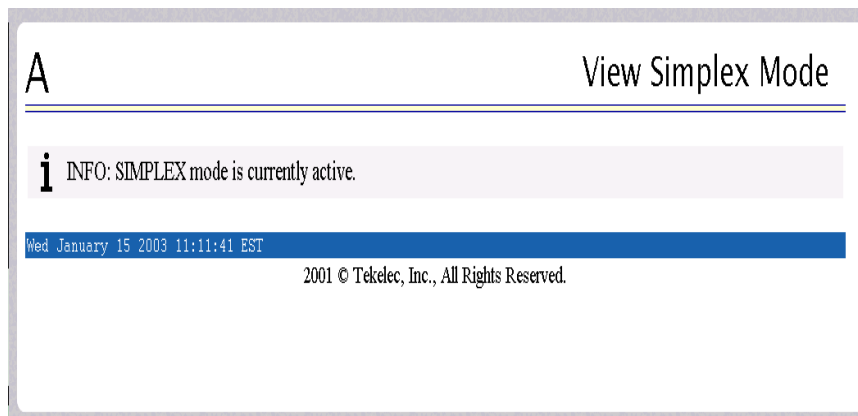 A
View Simplex Mode
i
INFO: SIMPLEX mode is currently active.
Wed January 15 2003 11:11:41 EST
2001 © Tekelec, Inc., All Rights Reserved.